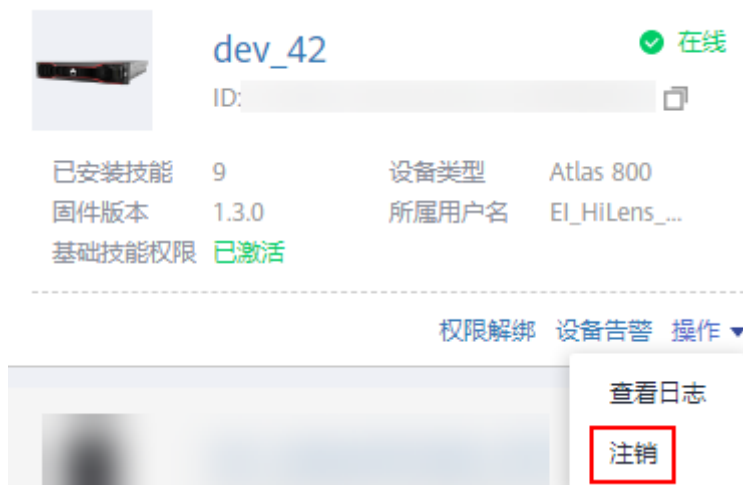 dev_42
在线
ID:
已安装技能 9 设备类型 Atlas 800
固件版本 1.3.0 所属用户名 EI_HiLens_...
基础技能权限 已激活
权限解绑 设备告警 操作
查看日志
注销